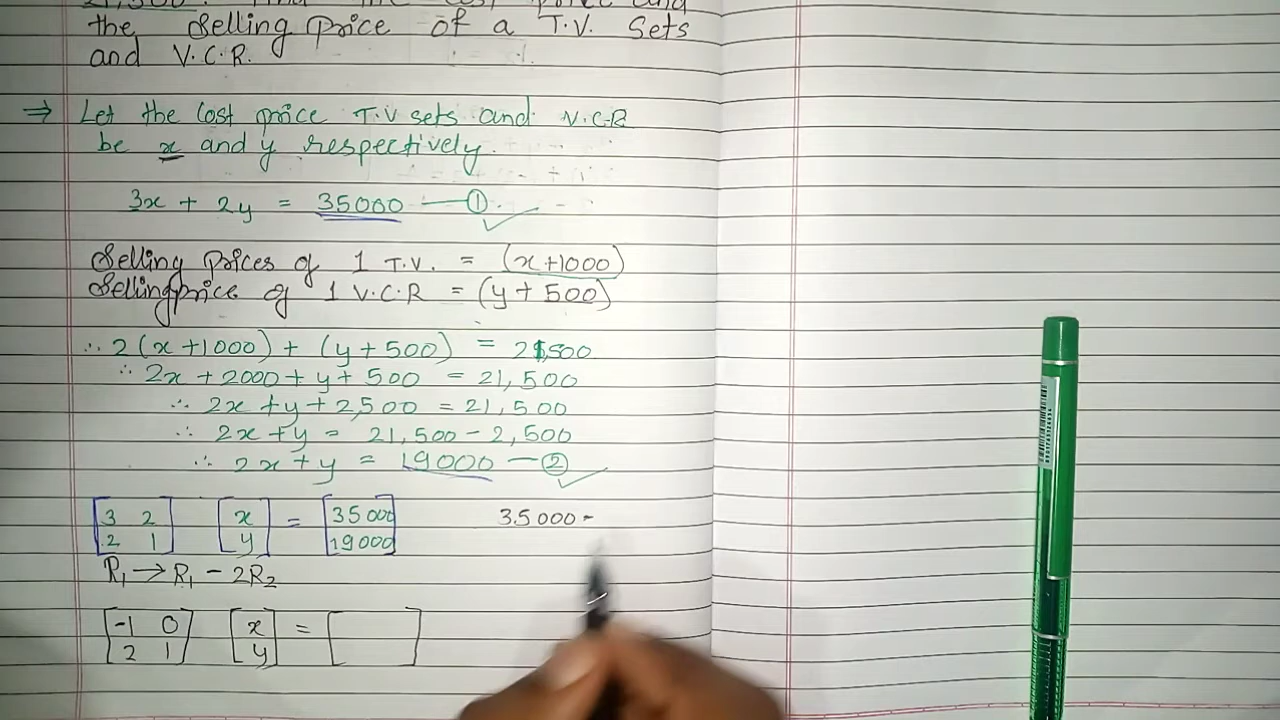 the Selling Price of a T.V. Sets
and V.C.R.
⇒ Let the Cost price T.V sets and V.C.R
be x and y respectively.
3x + 2y = 35000 — ①.
Selling Prices of 1 T.V. = (x+1000)
Selling price of 1 V.C.R = (y + 500)
∴ 2(x+1000) + (y+500) = 21,500
∴ 2x + 2000 + y + 500 = 21,500
∴ 2x + y + 2,500 = 21,500
∴ 2x + y = 21,500 - 2,500
∴ 2x + y = 19000 — ②
[3 2] [x] = [35000] 35000 -
[2 1] [y] [19000]
R₁ → R₁ - 2R₂
[-1 0] [x] = [ ]
[2 1] [y] [ ]